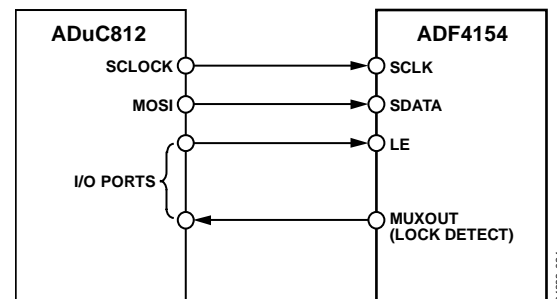 ADuC812
ADF4154
SCLOCK
SCLK
MOSI
SDATA
LE
I/O PORTS
MUXOUT
(LOCK DETECT)